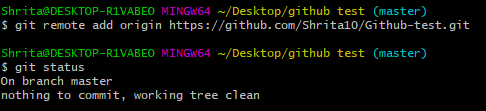 Shrita@DESKTOP-R1VABEO MINGW64 ~/Desktop/github test (master)
$ git remote add origin https://github.com/Shrita10/Github-test.git
Shrita@DESKTOP-R1VABEO MINGW64 ~/Desktop/github test (master)
$ git status
On branch master
nothing to commit, working tree clean